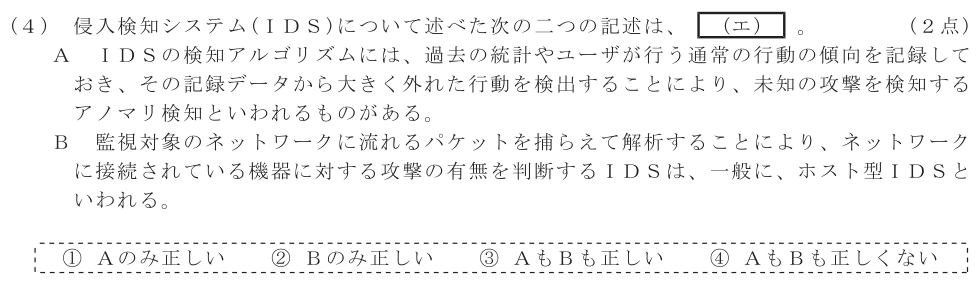 (4) 侵入検知システム(ＩＤＳ)について述べた次の二つの記述は、 (エ) 。 (２点)
Ａ ＩＤＳの検知アルゴリズムには、過去の統計やユーザが行う通常の行動の傾向を記録して
おき、その記録データから大きく外れた行動を検出することにより、未知の攻撃を検知する
アノマリ検知といわれるものがある。
Ｂ 監視対象のネットワークに流れるパケットを捕らえて解析することにより、ネットワーク
に接続されている機器に対する攻撃の有無を判断するＩＤＳは、一般に、ホスト型ＩＤＳと
いわれる。
① Ａのみ正しい ② Ｂのみ正しい ③ ＡもＢも正しい ④ ＡもＢも正しくない